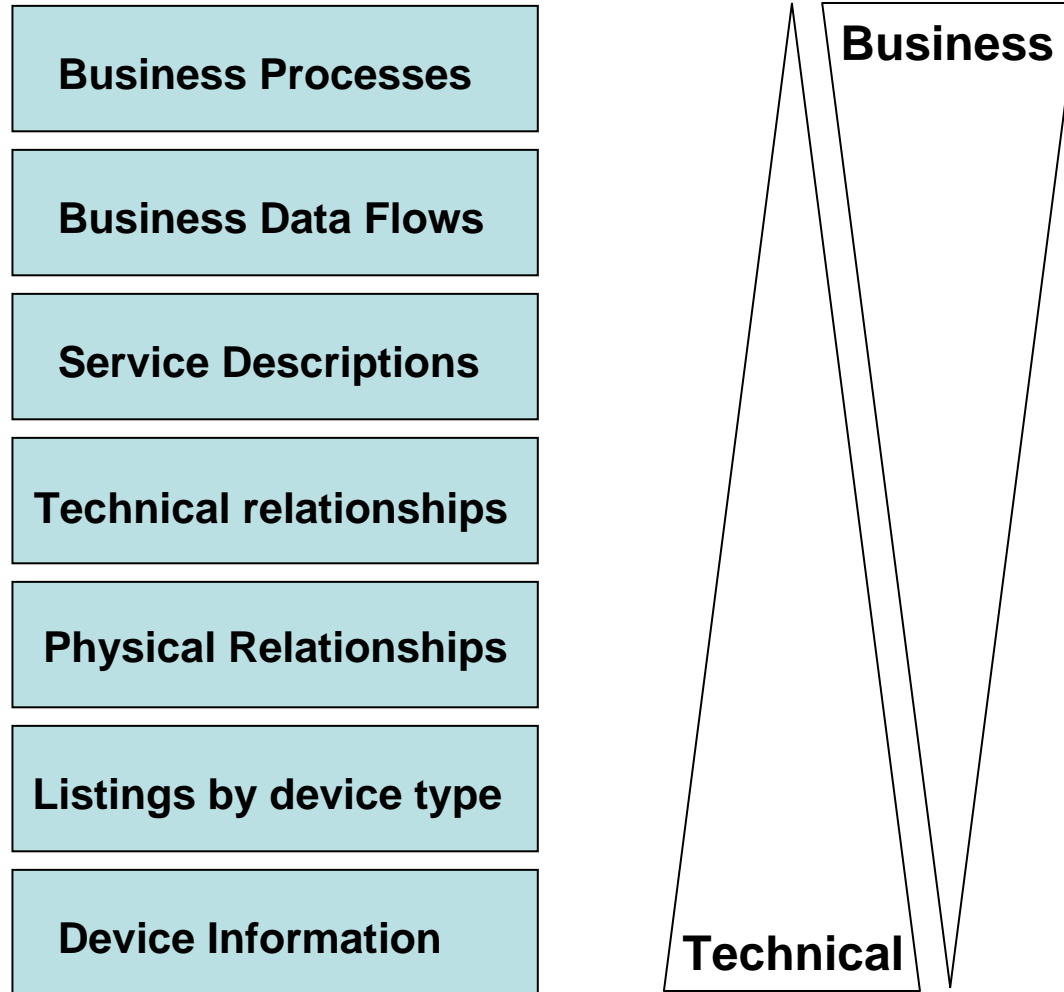 Business Processes
Business Data Flows
Service Descriptions
Technical relationships
Physical Relationships
Listings by device type
Device Information
Business
Technical